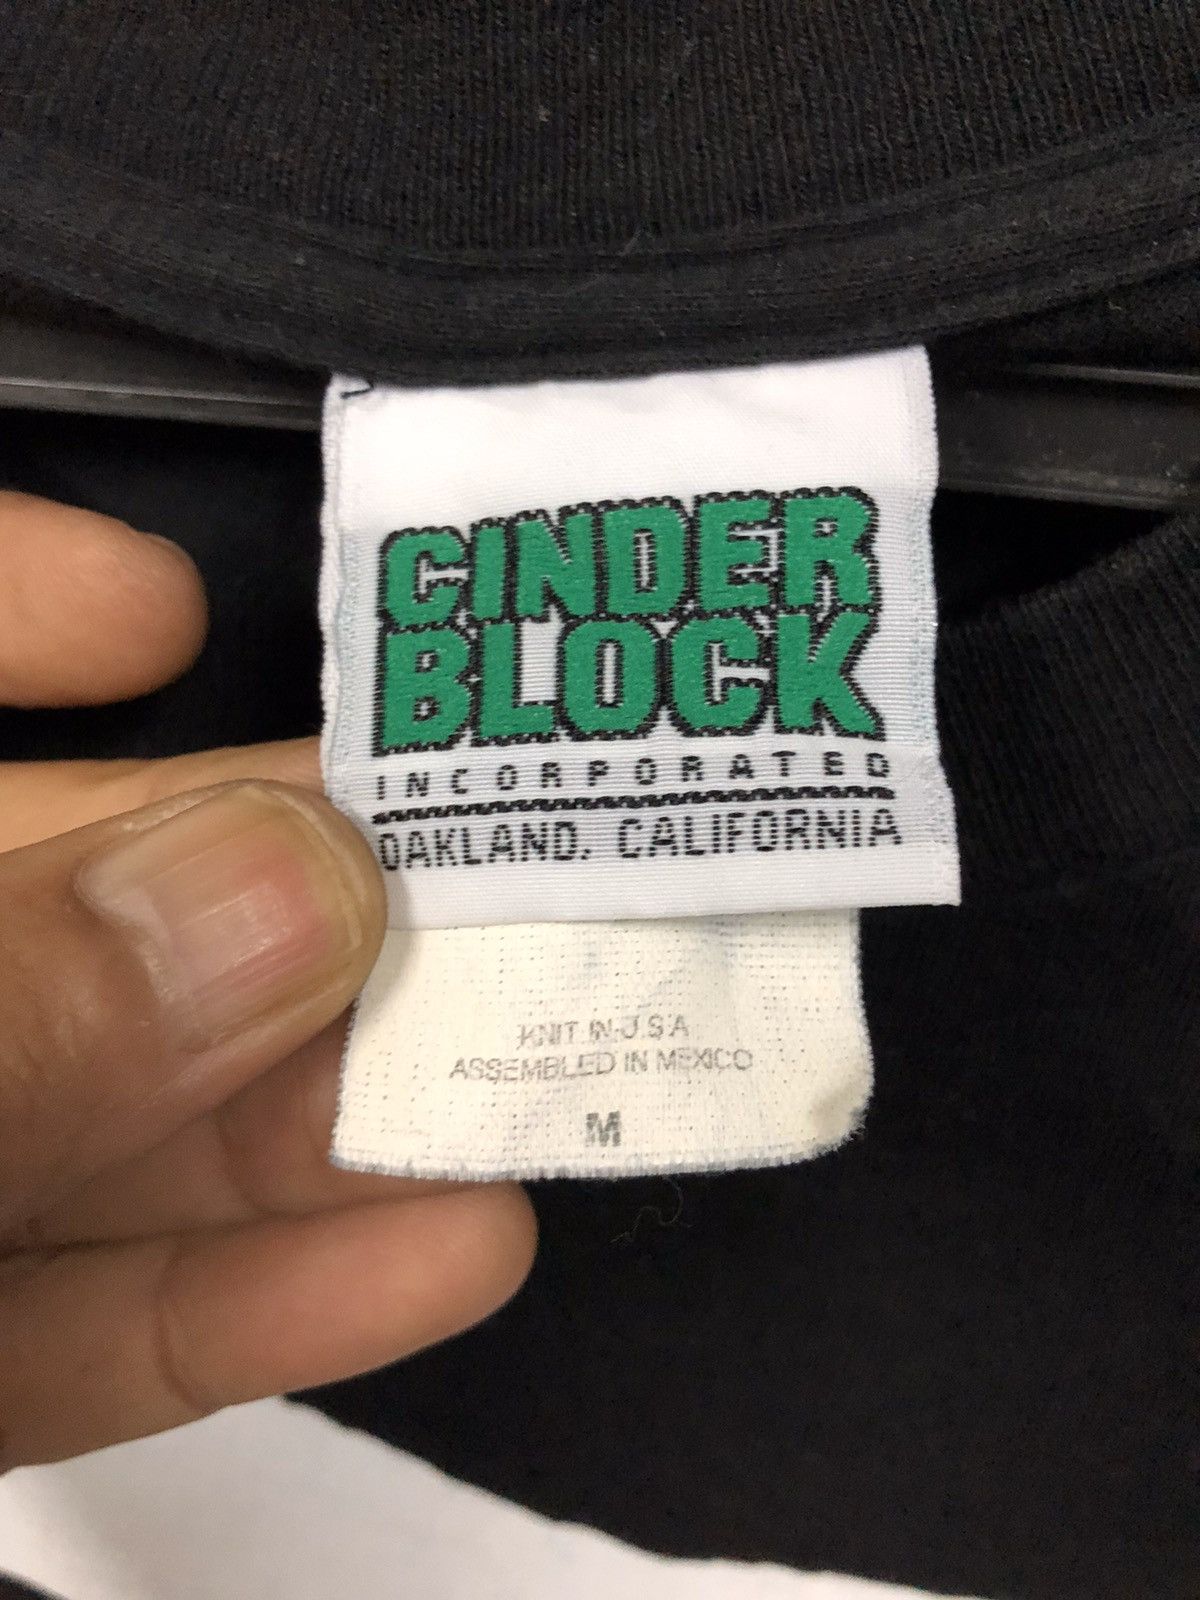 CINDER
BLOCK
INCORPORATED
OAKLAND, CALIFORNIA
KNIT IN U.S.A
ASSEMBLED IN MEXICO
M